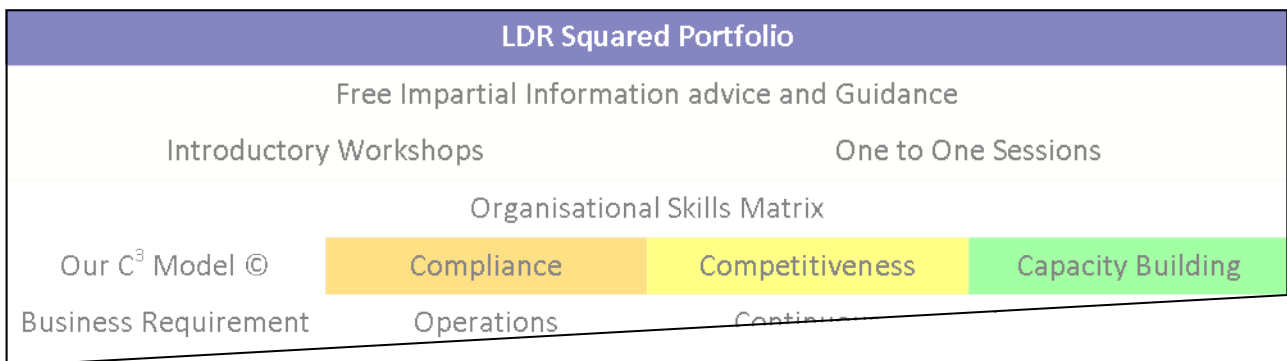 LDR Squared Portfolio
Free Impartial Information advice and Guidance
Introductory Workshops One to One Sessions
Organisational Skills Matrix
Our C³ Model © Compliance Competitiveness Capacity Building
Business Requirement Operations